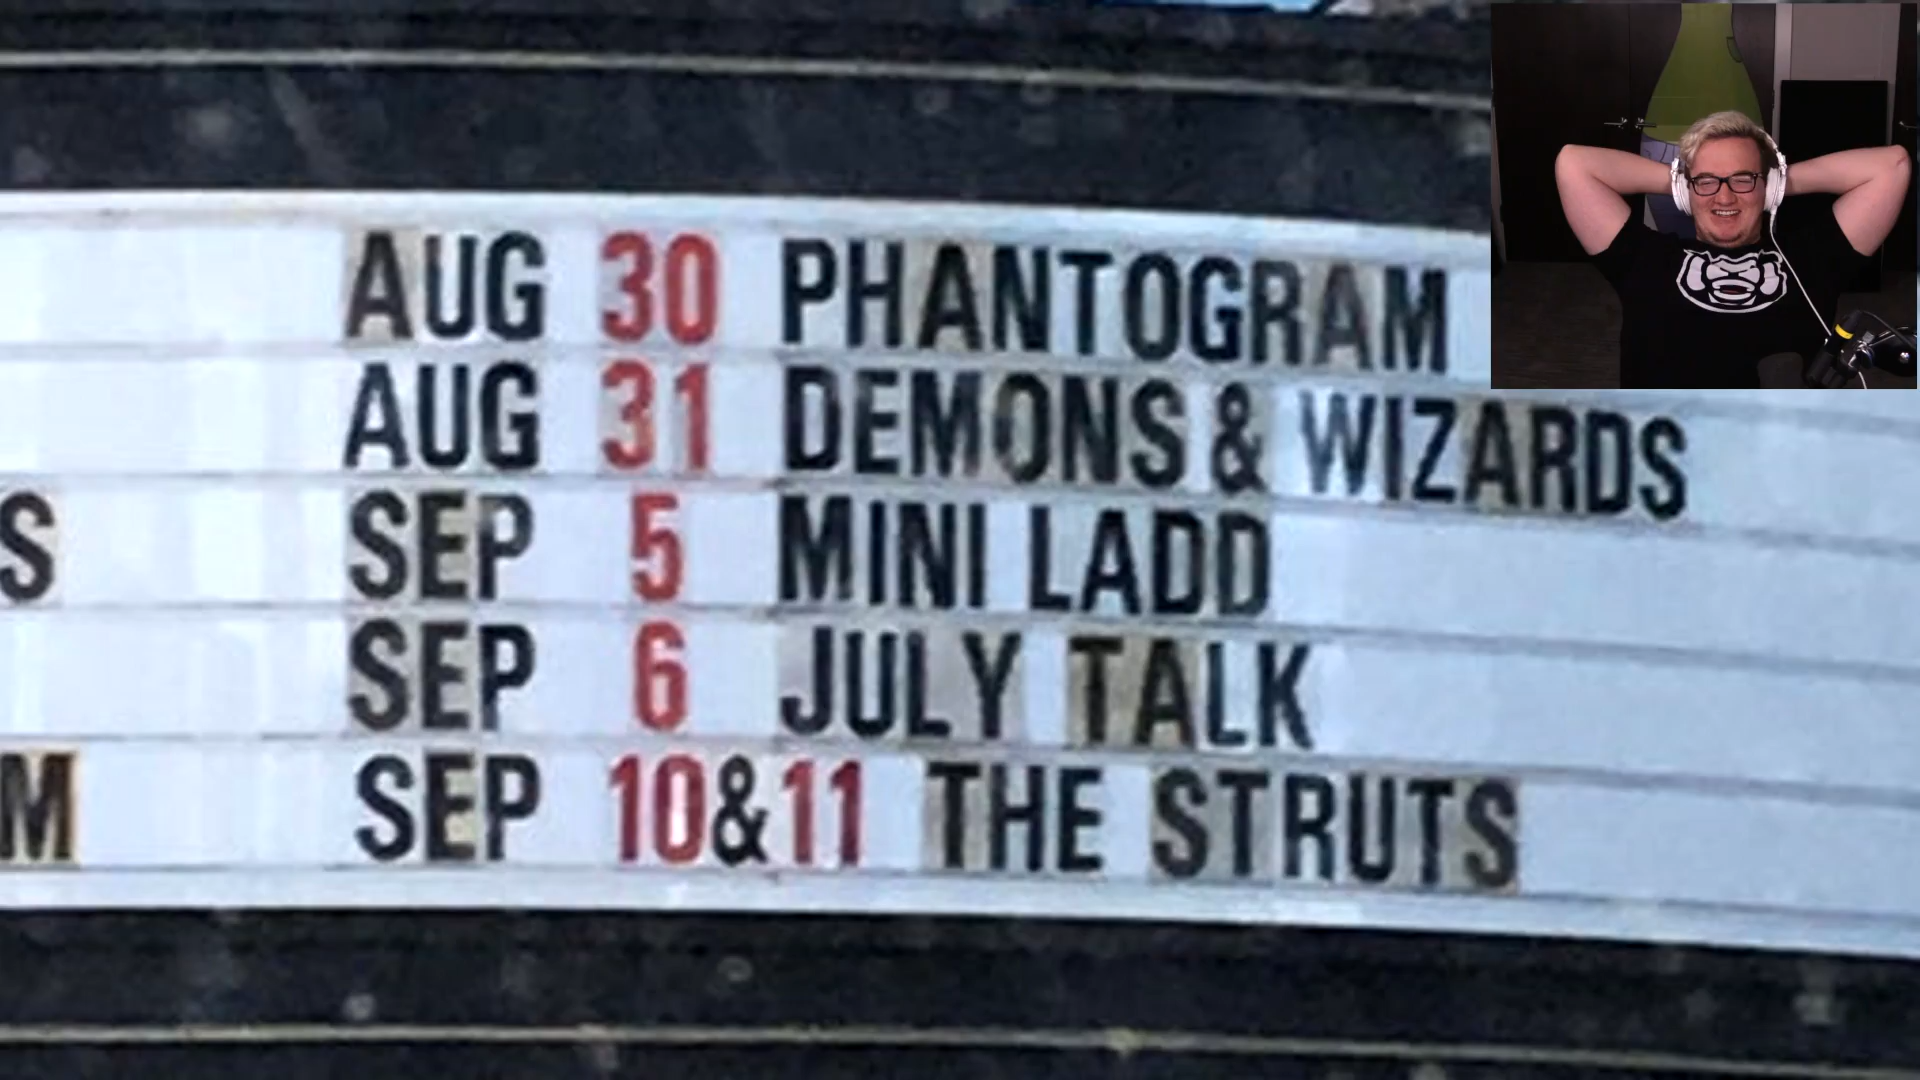 AUG 30 PHANTOGRAM
AUG 31 DEMONS & WIZARDS
S SEP 5 MINI LADD
SEP 6 JULY TALK
M SEP 10&11 THE STRUTS